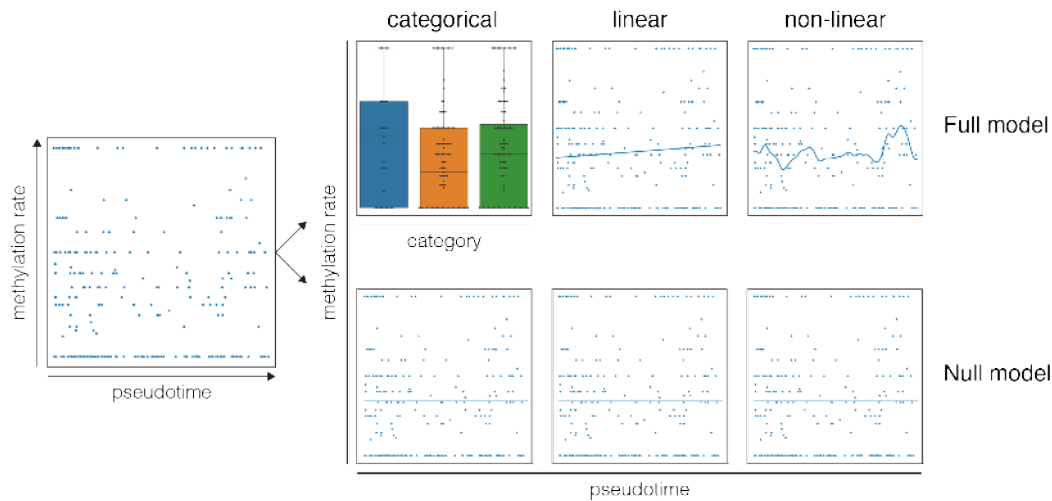 categorical
linear
non-linear
methylation rate
pseudotime
methylation rate
category
Full model
Null model
pseudotime